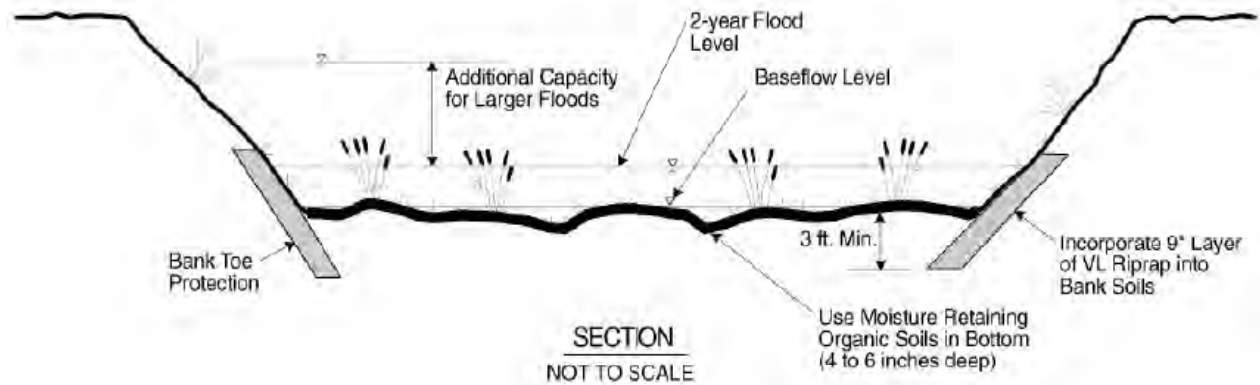 2-year Flood
Level
Additional Capacity
for Larger Floods
Baseflow Level
3 ft. Min.
Bank Toe
Protection
Incorporate 9" Layer
of VL Riprap into
Bank Soils
Use Moisture Retaining
Organic Soils in Bottom
(4 to 6 inches deep)
SECTION
NOT TO SCALE